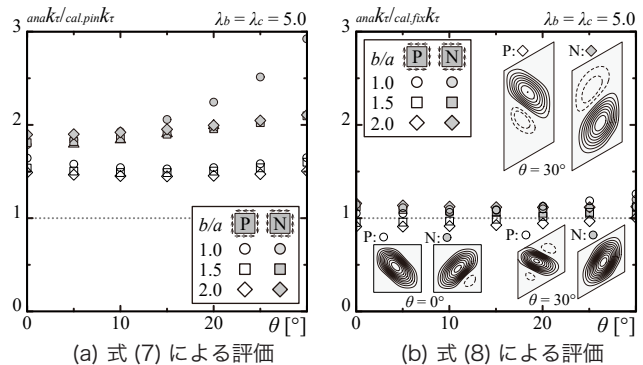 anakτ/cal.pinkτ λb = λc = 5.0
3
2
1
0
b/a P N
1.0
1.5
2.0
0 10 20 θ [°]
(a) 式 (7) による評価
anakτ/cal.fixkτ λb = λc = 5.0
3
2
1
0
b/a P N
1.0
1.5
2.0
P: N:
θ = 30°
P: N: P: N:
θ = 0° θ = 30°
0 10 20 θ [°]
(b) 式 (8) による評価